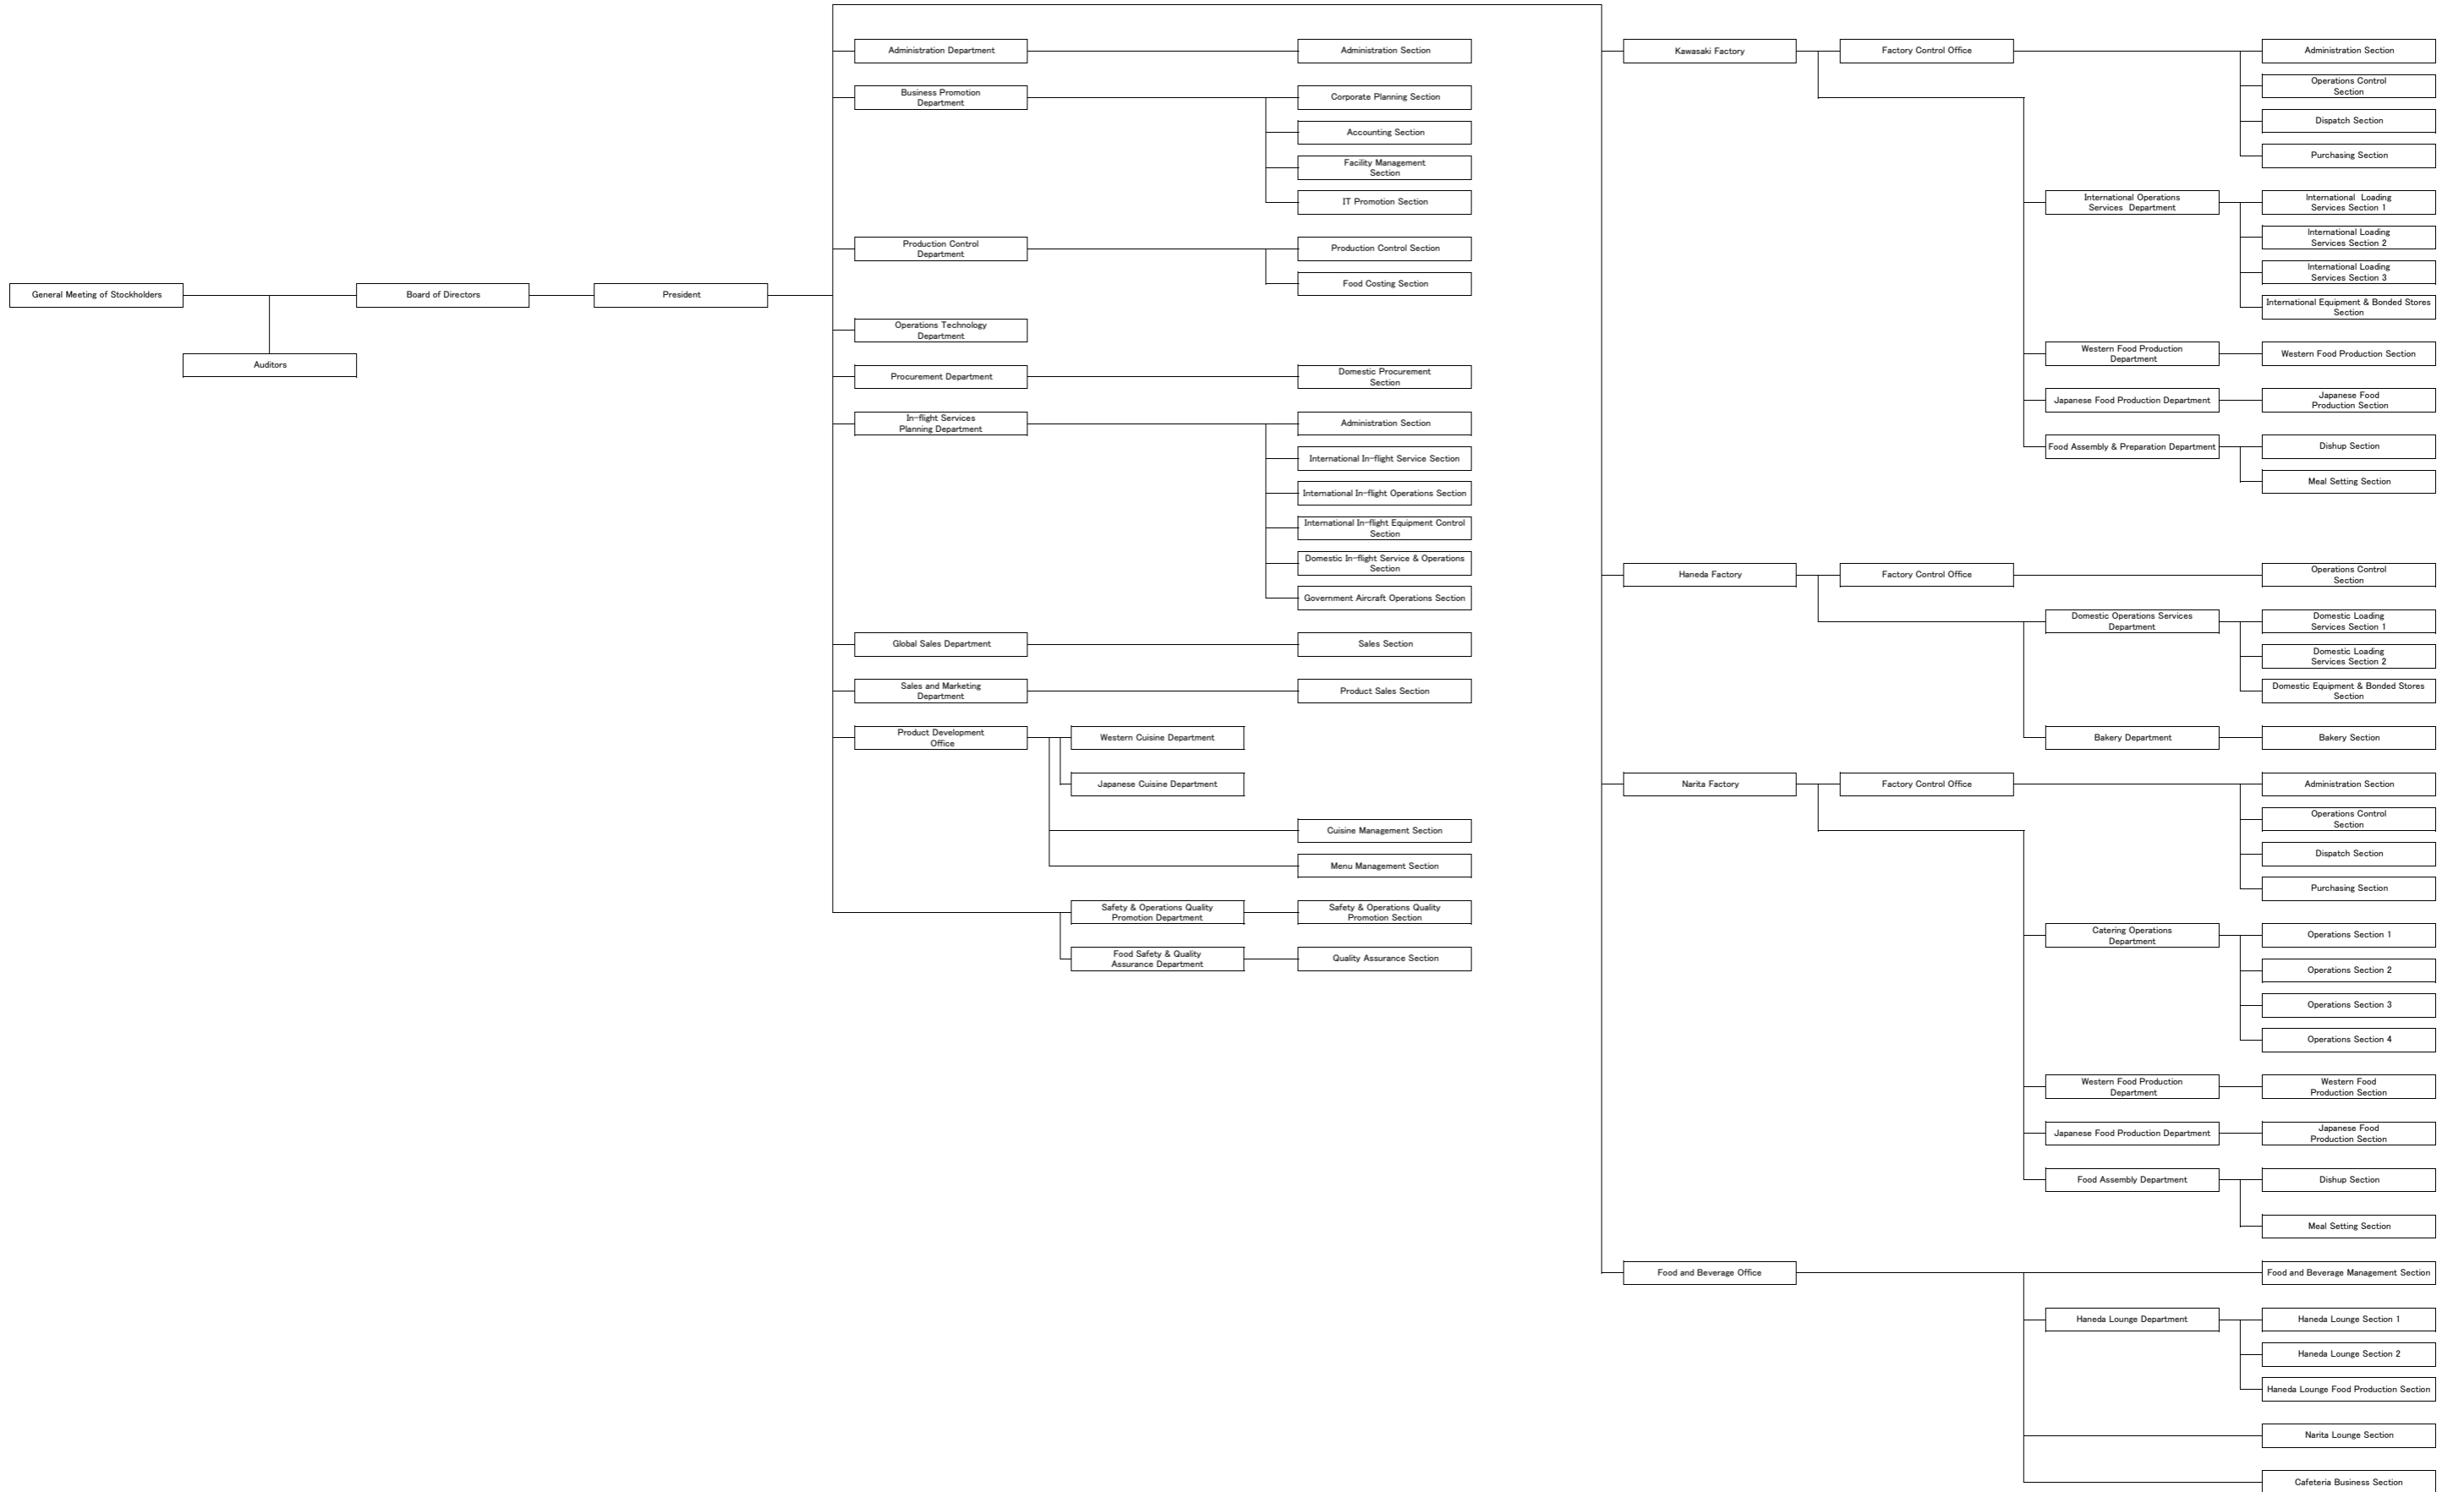 General Meeting of Stockholders
Auditors
Board of Directors
President
Administration Department
Administration Section
Business Promotion
Department
Corporate Planning Section
Accounting Section
Facility Management
Section
IT Promotion Section
Production Control
Department
Production Control Section
Food Costing Section
Operations Technology
Department
Procurement Department
Domestic Procurement
Section
In-flight Services
Planning Department
Administration Section
International In-flight Service Section
International In-flight Operations Section
International In-flight Equipment Control
Section
Domestic In-flight Service & Operations
Section
Government Aircraft Operations Section
Global Sales Department
Sales Section
Sales and Marketing
Department
Product Sales Section
Product Development
Office
Western Cuisine Department
Japanese Cuisine Department
Cuisine Management Section
Menu Management Section
Safety & Operations Quality
Promotion Department
Safety & Operations Quality
Promotion Section
Food Safety & Quality
Assurance Department
Quality Assurance Section
Kawasaki Factory
Factory Control Office
Administration Section
Operations Control
Section
Dispatch Section
Purchasing Section
International Operations
Services Department
International Loading
Services Section 1
International Loading
Services Section 2
International Loading
Services Section 3
International Equipment & Bonded Stores
Section
Western Food Production
Department
Western Food Production Section
Japanese Food Production Department
Japanese Food
Production Section
Food Assembly & Preparation Department
Dishup Section
Meal Setting Section
Haneda Factory
Factory Control Office
Operations Control
Section
Domestic Operations Services
Department
Domestic Loading
Services Section 1
Domestic Loading
Services Section 2
Domestic Equipment & Bonded Stores
Section
Bakery Department
Bakery Section
Narita Factory
Factory Control Office
Administration Section
Operations Control
Section
Dispatch Section
Purchasing Section
Catering Operations
Department
Operations Section 1
Operations Section 2
Operations Section 3
Operations Section 4
Western Food Production
Department
Western Food
Production Section
Japanese Food Production Department
Japanese Food
Production Section
Food Assembly Department
Dishup Section
Meal Setting Section
Food and Beverage Office
Food and Beverage Management Section
Haneda Lounge Department
Haneda Lounge Section 1
Haneda Lounge Section 2
Haneda Lounge Food Production Section
Narita Lounge Section
Cafeteria Business Section